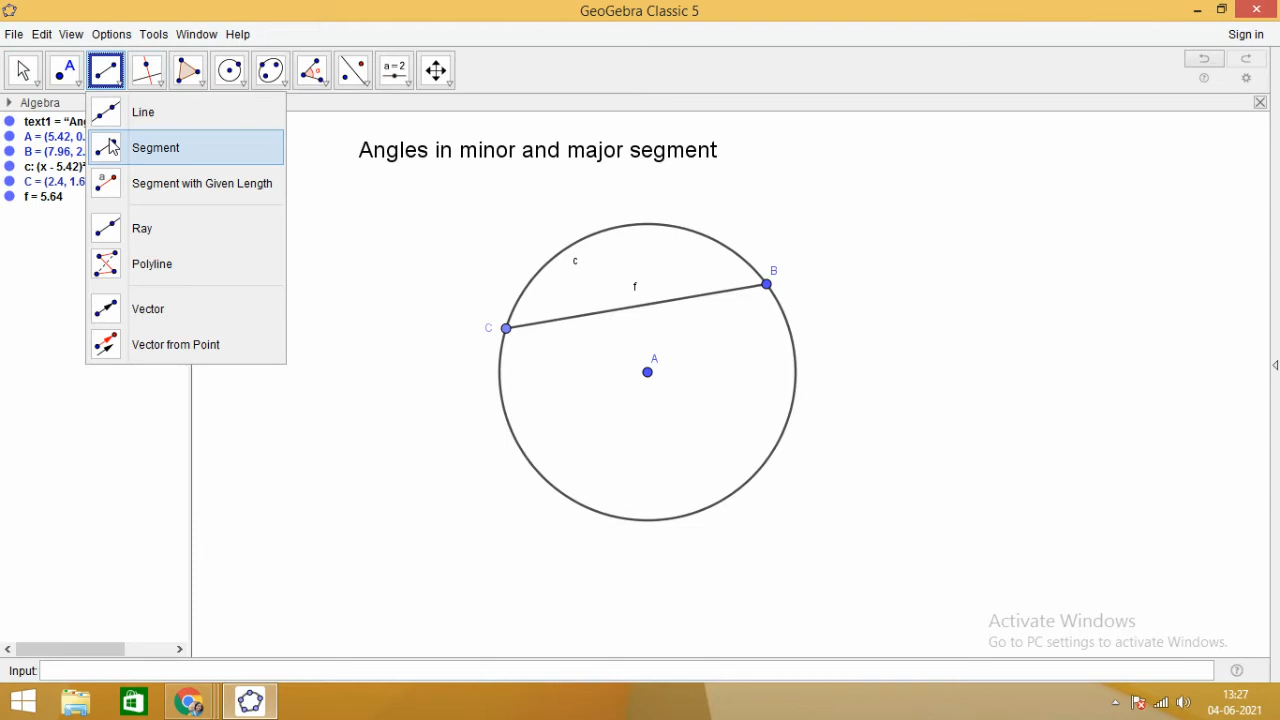 GeoGebra Classic 5
File Edit View Options Tools Window Help
Sign in
A
a=2
Algebra
text1 = "An
A = (5.42, 0.
B = (7.96, 2.
c: (x - 5.42)²
C = (2.4, 1.6
f = 5.64
Line
Segment
a
Segment with Given Length
Ray
Polyline
Vector
Vector from Point
Angles in minor and major segment
c
f
B
C
A
Activate Windows
Go to PC settings to activate Windows.
Input:
13:27
04-06-2021